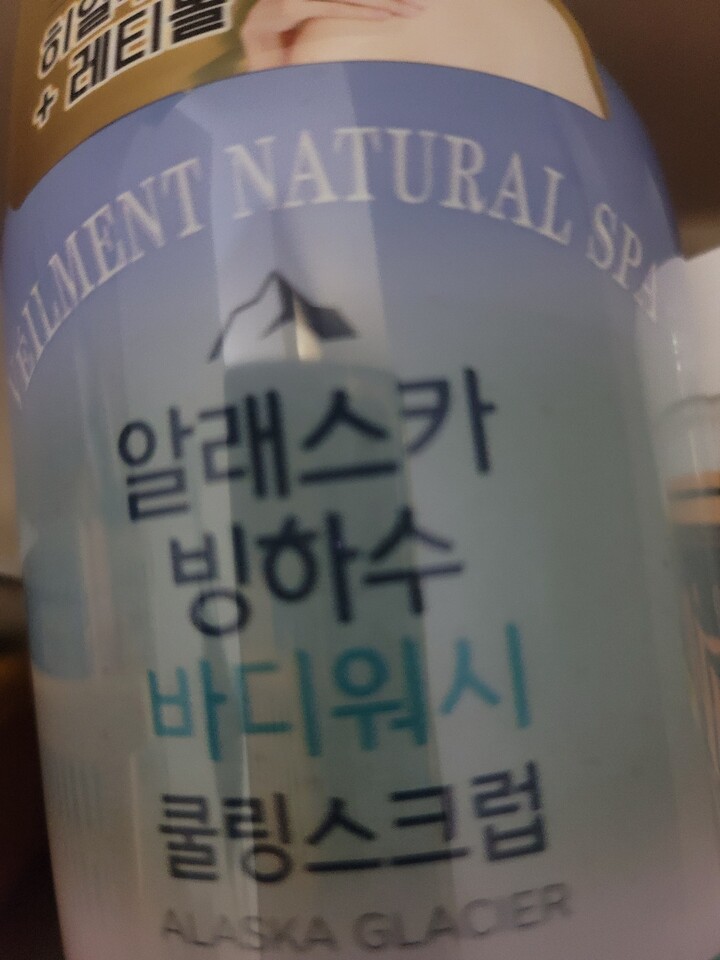 + 레티놀
VEILMENT NATURAL SPA
알래스카
빙하수
바디워시
쿨링스크럽
ALASKA GLACIER